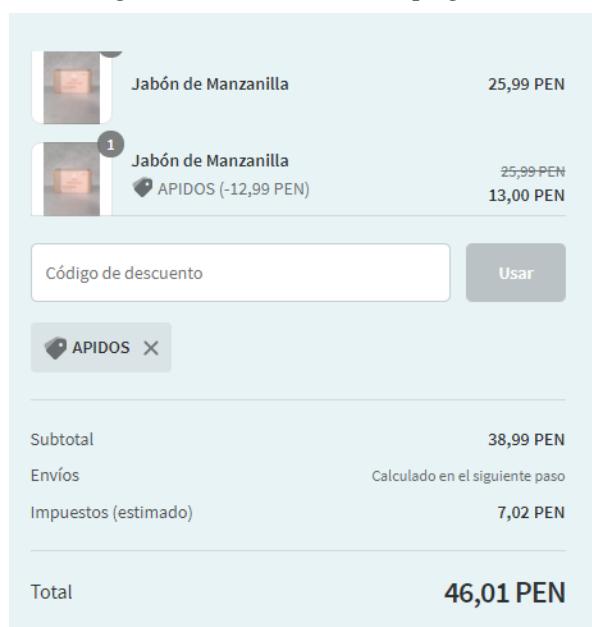 Jabón de Manzanilla 25,99 PEN
1
Jabón de Manzanilla 25,99 PEN
APIDOS (-12,99 PEN) 13,00 PEN
Código de descuento Usar
APIDOS
Subtotal 38,99 PEN
Envíos Calculado en el siguiente paso
Impuestos (estimado) 7,02 PEN
Total 46,01 PEN